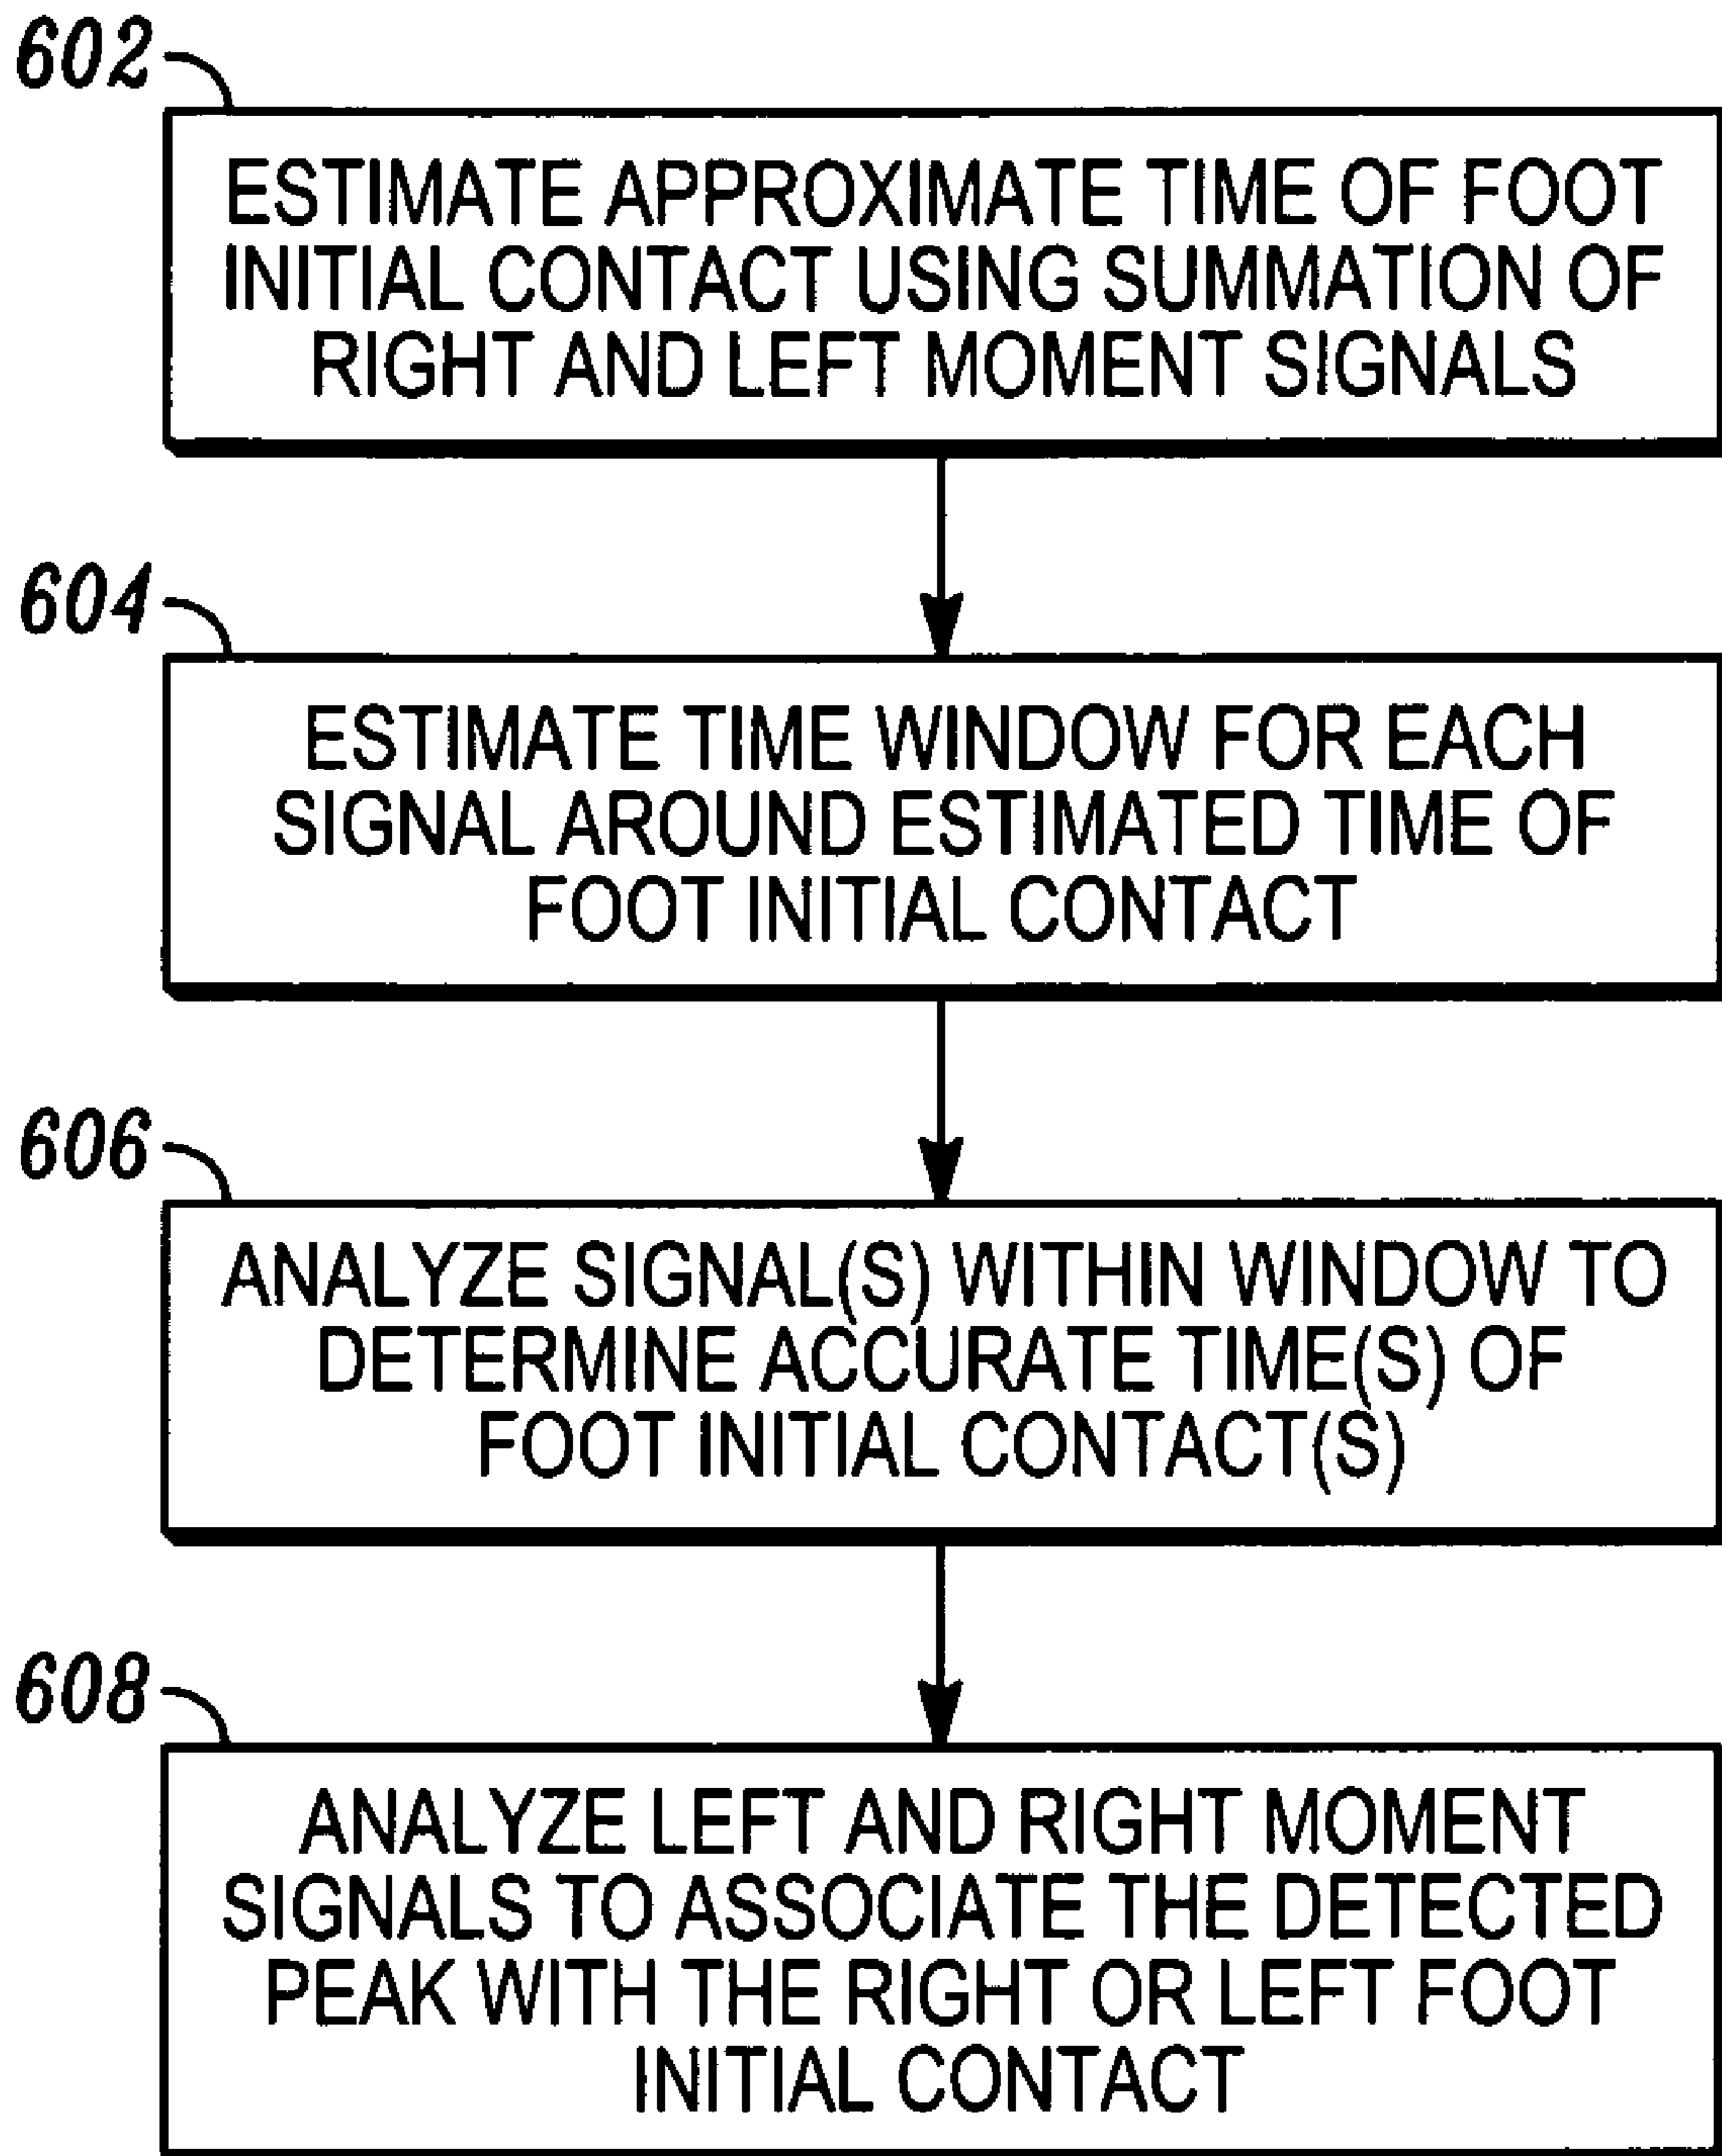 602
ESTIMATE APPROXIMATE TIME OF FOOT
INITIAL CONTACT USING SUMMATION OF
RIGHT AND LEFT MOMENT SIGNALS
604
ESTIMATE TIME WINDOW FOR EACH
SIGNAL AROUND ESTIMATED TIME OF
FOOT INITIAL CONTACT
606
ANALYZE SIGNAL(S) WITHIN WINDOW TO
DETERMINE ACCURATE TIME(S) OF
FOOT INITIAL CONTACT(S)
608
ANALYZE LEFT AND RIGHT MOMENT
SIGNALS TO ASSOCIATE THE DETECTED
PEAK WITH THE RIGHT OR LEFT FOOT
INITIAL CONTACT